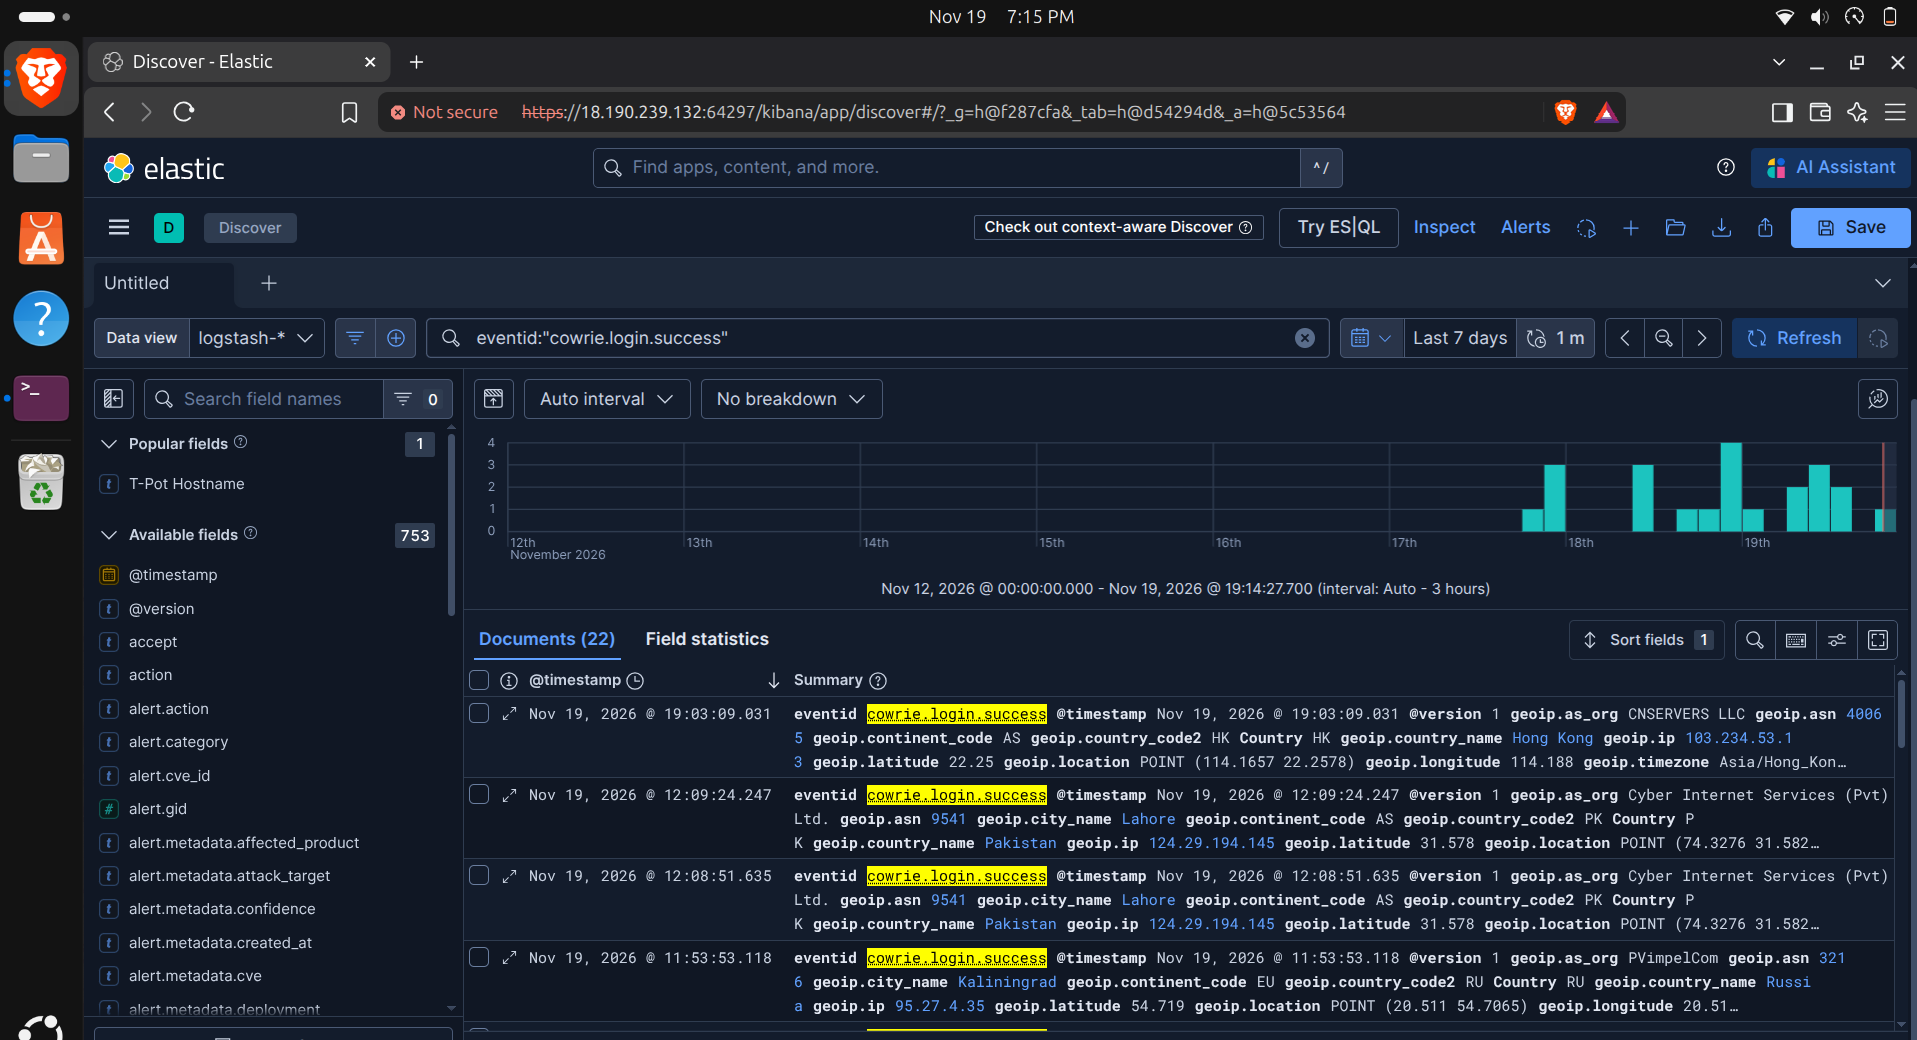 Nov 19 7:15 PM
Discover - Elastic
Not secure https://18.190.239.132:64297/kibana/app/discover#/?_g=h@f287cfa&_tab=h@d54294d&_a=h@5c53564
elastic
Find apps, content, and more.
^ /
AI Assistant
D
Discover
Check out context-aware Discover
Try ES|QL
Inspect
Alerts
Save
Untitled
Data view logstash-*
eventid:"cowrie.login.success"
Last 7 days
1 m
Refresh
Search field names
0
Auto interval
No breakdown
Popular fields 1
T-Pot Hostname
Available fields 753
@timestamp
@version
accept
action
alert.action
alert.category
alert.cve_id
alert.gid
alert.metadata.affected_product
alert.metadata.attack_target
alert.metadata.confidence
alert.metadata.created_at
alert.metadata.cve
alert.metadata.deployment
4
3
2
1
0
12th 13th 14th 15th 16th 17th 18th 19th
November 2026
Nov 12, 2026 @ 00:00:00.000 - Nov 19, 2026 @ 19:14:27.700 (interval: Auto - 3 hours)
Documents (22) Field statistics
Sort fields 1
@timestamp Summary
Nov 19, 2026 @ 19:03:09.031 eventid cowrie.login.success @timestamp Nov 19, 2026 @ 19:03:09.031 @version 1 geoip.as_org CNSERVERS LLC geoip.asn 4006
5 geoip.continent_code AS geoip.country_code2 HK Country HK geoip.country_name Hong Kong geoip.ip 103.234.53.1
3 geoip.latitude 22.25 geoip.location POINT (114.1657 22.2578) geoip.longitude 114.188 geoip.timezone Asia/Hong_Kon…
Nov 19, 2026 @ 12:09:24.247 eventid cowrie.login.success @timestamp Nov 19, 2026 @ 12:09:24.247 @version 1 geoip.as_org Cyber Internet Services (Pvt)
Ltd. geoip.asn 9541 geoip.city_name Lahore geoip.continent_code AS geoip.country_code2 PK Country P
K geoip.country_name Pakistan geoip.ip 124.29.194.145 geoip.latitude 31.578 geoip.location POINT (74.3276 31.582…
Nov 19, 2026 @ 12:08:51.635 eventid cowrie.login.success @timestamp Nov 19, 2026 @ 12:08:51.635 @version 1 geoip.as_org Cyber Internet Services (Pvt)
Ltd. geoip.asn 9541 geoip.city_name Lahore geoip.continent_code AS geoip.country_code2 PK Country P
K geoip.country_name Pakistan geoip.ip 124.29.194.145 geoip.latitude 31.578 geoip.location POINT (74.3276 31.582…
Nov 19, 2026 @ 11:53:53.118 eventid cowrie.login.success @timestamp Nov 19, 2026 @ 11:53:53.118 @version 1 geoip.as_org PVimpelCom geoip.asn 321
6 geoip.city_name Kaliningrad geoip.continent_code EU geoip.country_code2 RU Country RU geoip.country_name Russi
a geoip.ip 95.27.4.35 geoip.latitude 54.719 geoip.location POINT (20.511 54.7065) geoip.longitude 20.51…